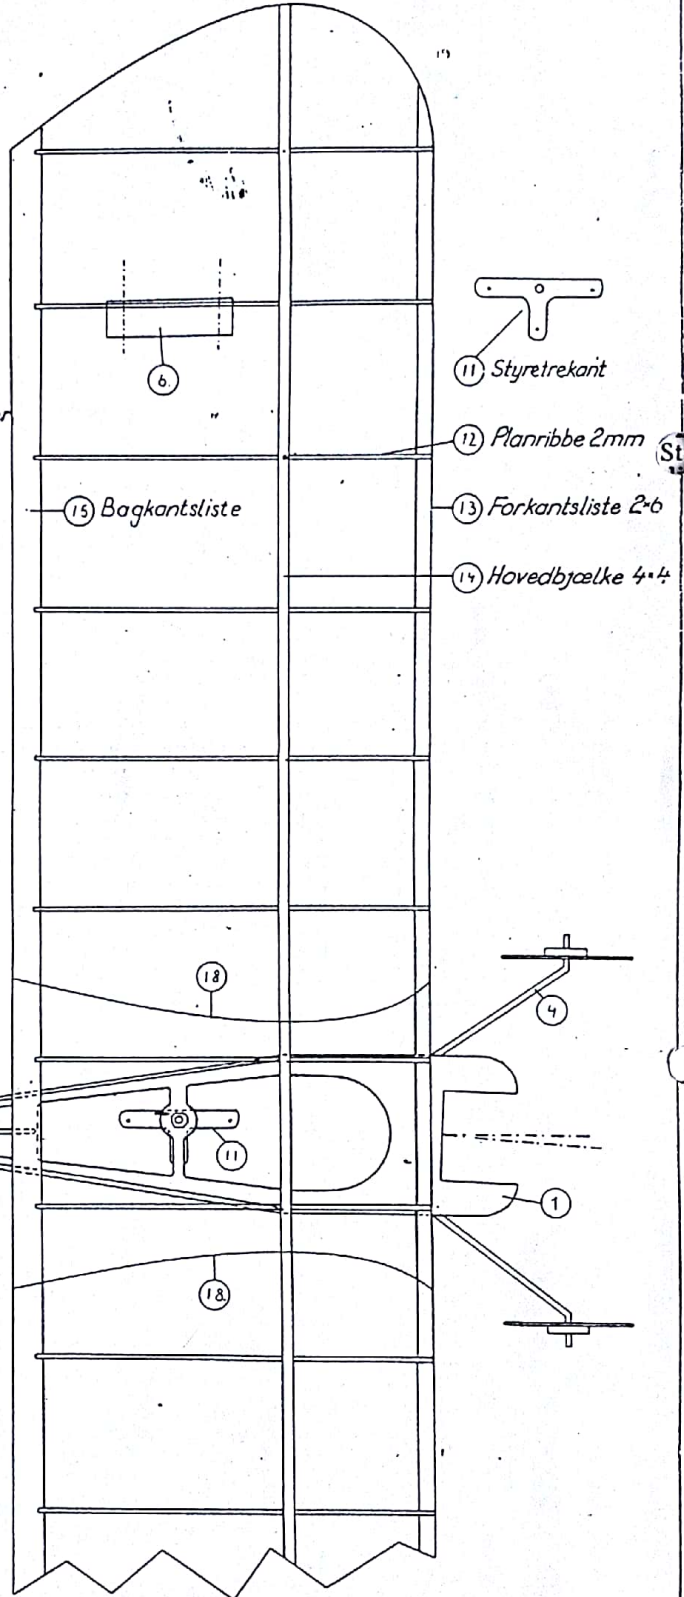 6.
11 Styretrekant
12 Planribbe 2mm
St
15 Bagkantsliste
13 Forkantsliste 2×6
14 Hovedbjælke 4×4
18
4
11
1
18.